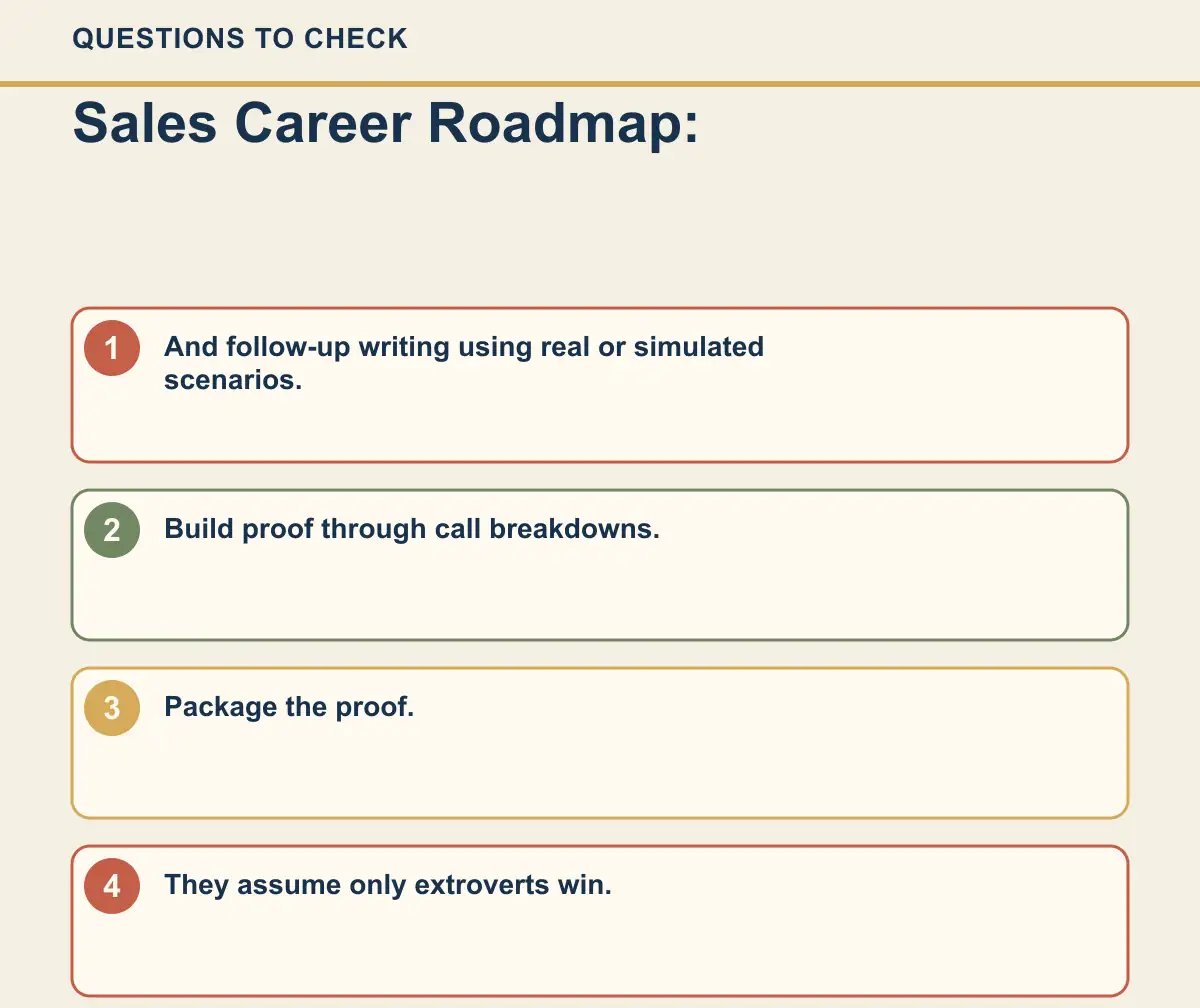 QUESTIONS TO CHECK
Sales Career Roadmap:
1
And follow-up writing using real or simulated
scenarios.
2
Build proof through call breakdowns.
3
Package the proof.
4
They assume only extroverts win.